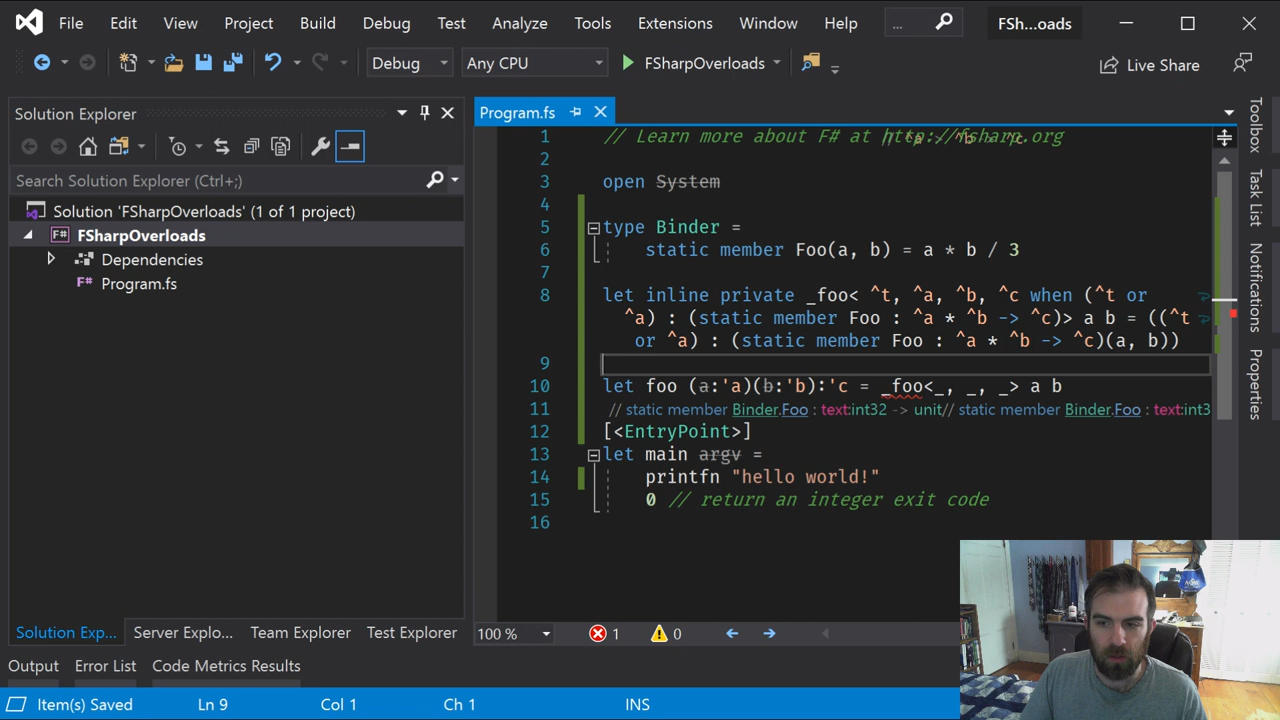 File Edit View Project Build Debug Test Analyze Tools Extensions Window Help ... FSh...oads
Debug Any CPU FSharpOverloads Live Share
Solution Explorer
Search Solution Explorer (Ctrl+;)
Solution 'FSharpOverloads' (1 of 1 project)
F# FSharpOverloads
Dependencies
F# Program.fs
Solution Exp... Server Explo... Team Explorer Test Explorer
Program.fs
1 // Learn more about F# at http://fsharp.org
2
3 open System
4
5 type Binder =
6 static member Foo(a, b) = a * b / 3
7
8 let inline private _foo< ^t, ^a, ^b, ^c when (^t or
^a) : (static member Foo : ^a * ^b -> ^c)> a b = ((^t
or ^a) : (static member Foo : ^a * ^b -> ^c)(a, b))
9
10 let foo (a:'a)(b:'b):'c = _foo<_, _, _> a b
11 // static member Binder.Foo : text:int32 -> unit// static member Binder.Foo : text:int3
12 [<EntryPoint>]
13 let main argv =
14 printfn "hello world!"
15 0 // return an integer exit code
16
100 % 1 0
Toolbox
Task List
Notifications
Properties
Output Error List Code Metrics Results
Item(s) Saved Ln 9 Col 1 Ch 1 INS